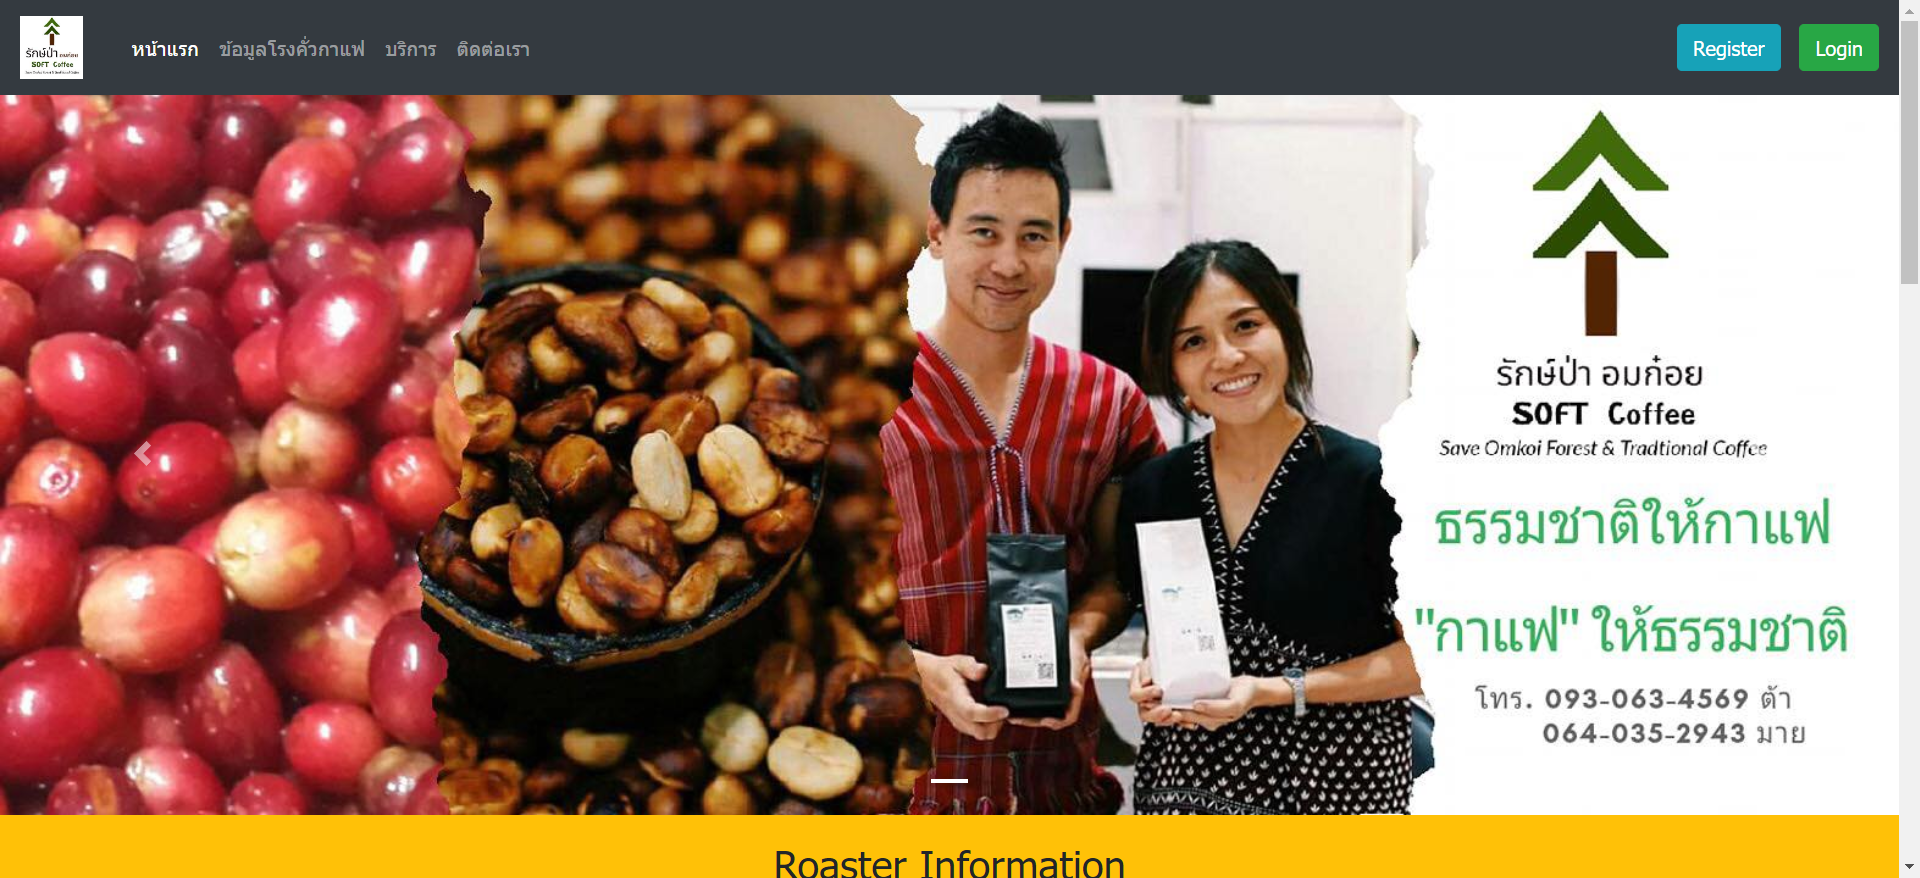 รักษ์ป่า อมก๋อย
SOFT Coffee
หน้าแรก ข้อมูลโรงคั่วกาแฟ บริการ ติดต่อเรา
Register Login
รักษ์ป่า อมก๋อย
SOFT Coffee
Save Omkoi Forest & Tradtional Coffee
ธรรมชาติให้กาแฟ
"กาแฟ" ให้ธรรมชาติ
โทร. 093-063-4569 ต้า
064-035-2943 มาย
Roaster Information